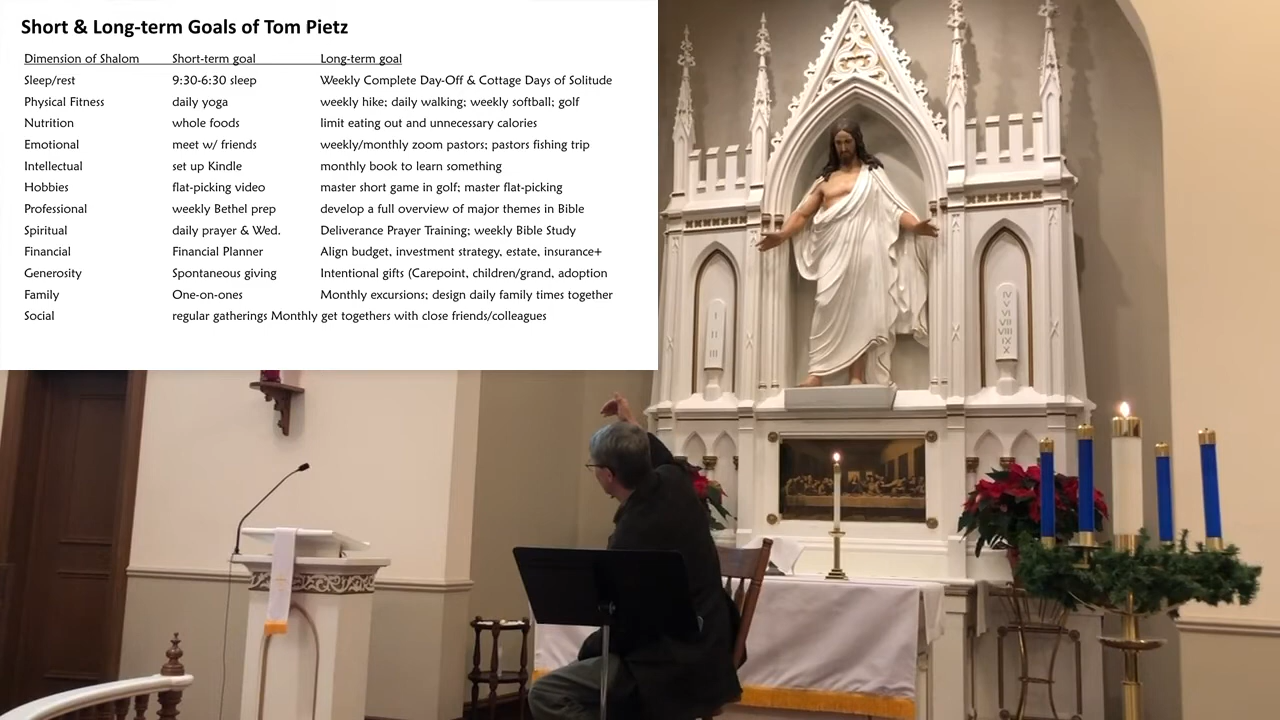 Short & Long-term Goals of Tom Pietz
Dimension of Shalom Short-term goal Long-term goal
Sleep/rest 9:30-6:30 sleep Weekly Complete Day-Off & Cottage Days of Solitude
Physical Fitness daily yoga weekly hike; daily walking; weekly softball; golf
Nutrition whole foods limit eating out and unnecessary calories
Emotional meet w/ friends weekly/monthly zoom pastors; pastors fishing trip
Intellectual set up Kindle monthly book to learn something
Hobbies flat-picking video master short game in golf; master flat-picking
Professional weekly Bethel prep develop a full overview of major themes in Bible
Spiritual daily prayer & Wed. Deliverance Prayer Training; weekly Bible Study
Financial Financial Planner Align budget, investment strategy, estate, insurance+
Generosity Spontaneous giving Intentional gifts (Carepoint, children/grand, adoption
Family One-on-ones Monthly excursions; design daily family times together
Social regular gatherings Monthly get togethers with close friends/colleagues
I
II
III
IV
V
VI
VII
VIII
IX
X